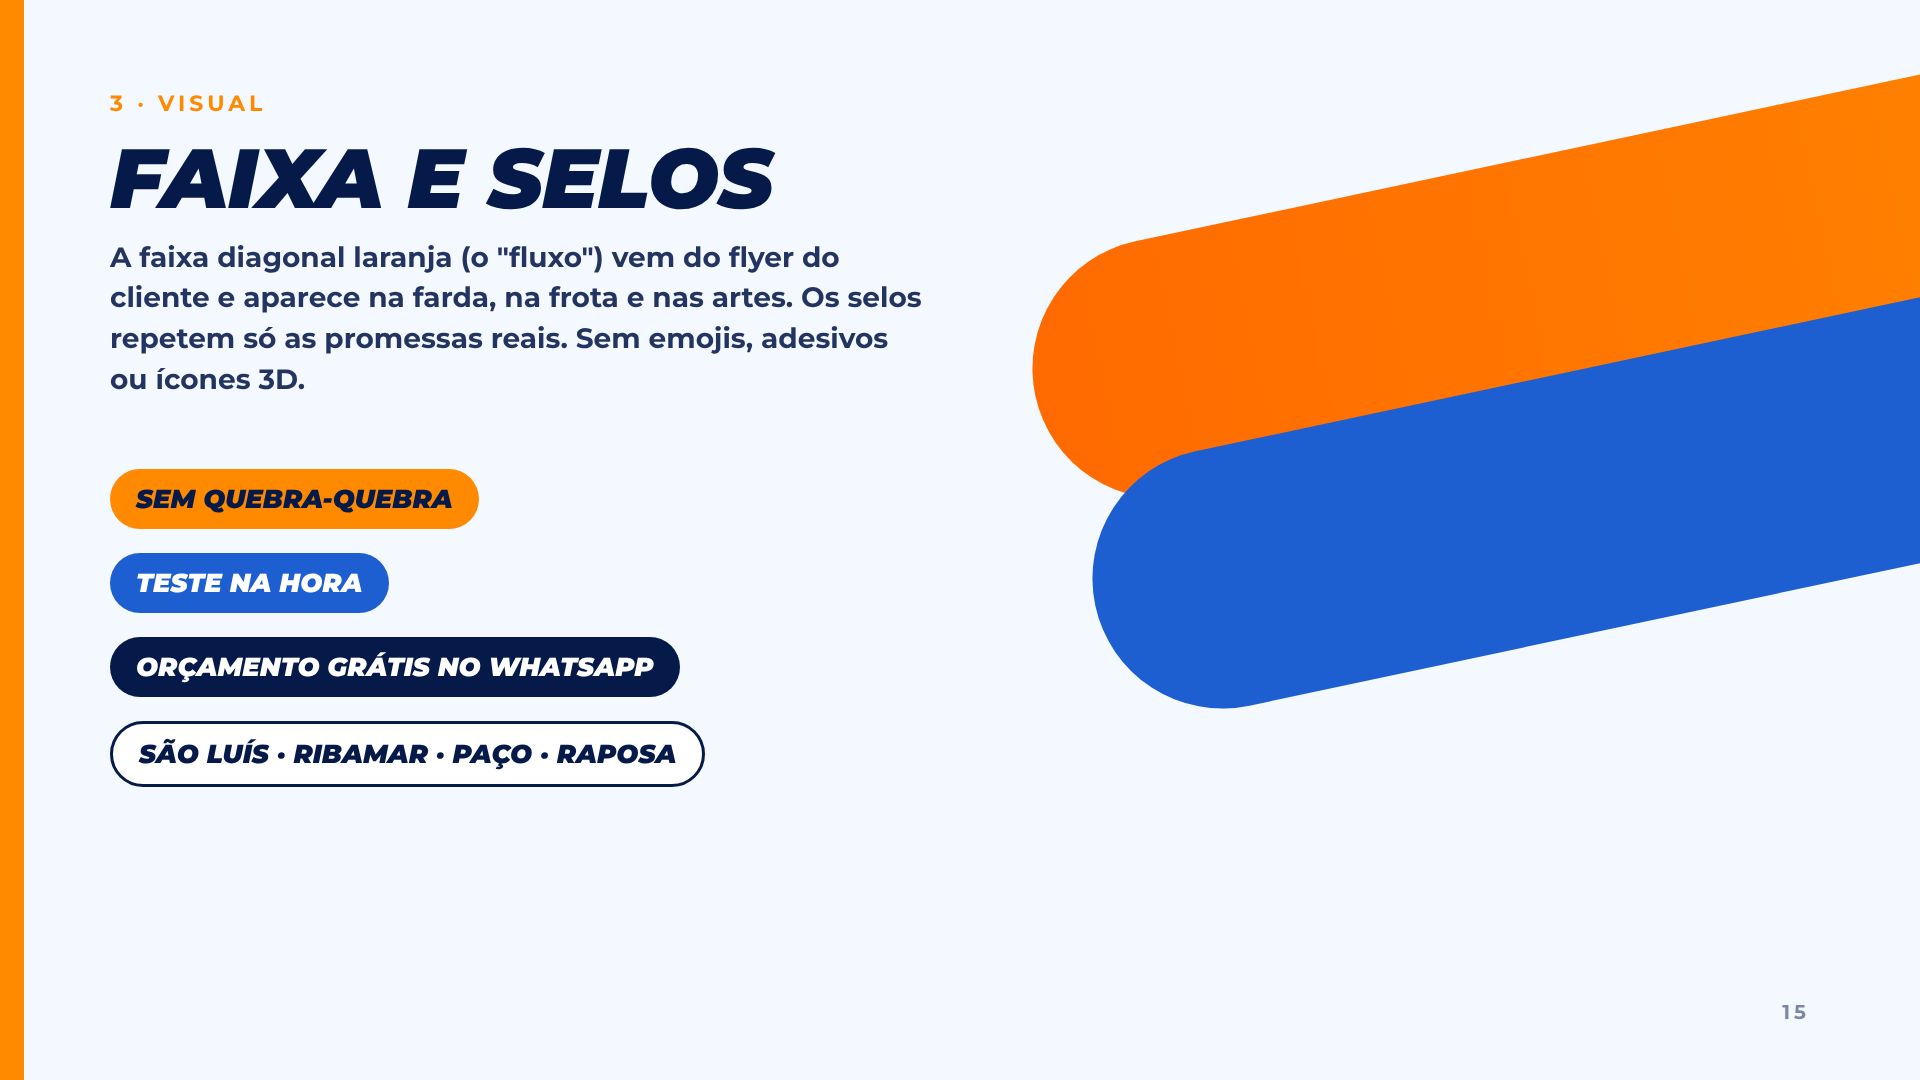 3 · VISUAL
FAIXA E SELOS
A faixa diagonal laranja (o "fluxo") vem do flyer do
cliente e aparece na farda, na frota e nas artes. Os selos
repetem só as promessas reais. Sem emojis, adesivos
ou ícones 3D.
SEM QUEBRA-QUEBRA
TESTE NA HORA
ORÇAMENTO GRÁTIS NO WHATSAPP
SÃO LUÍS · RIBAMAR · PAÇO · RAPOSA
15